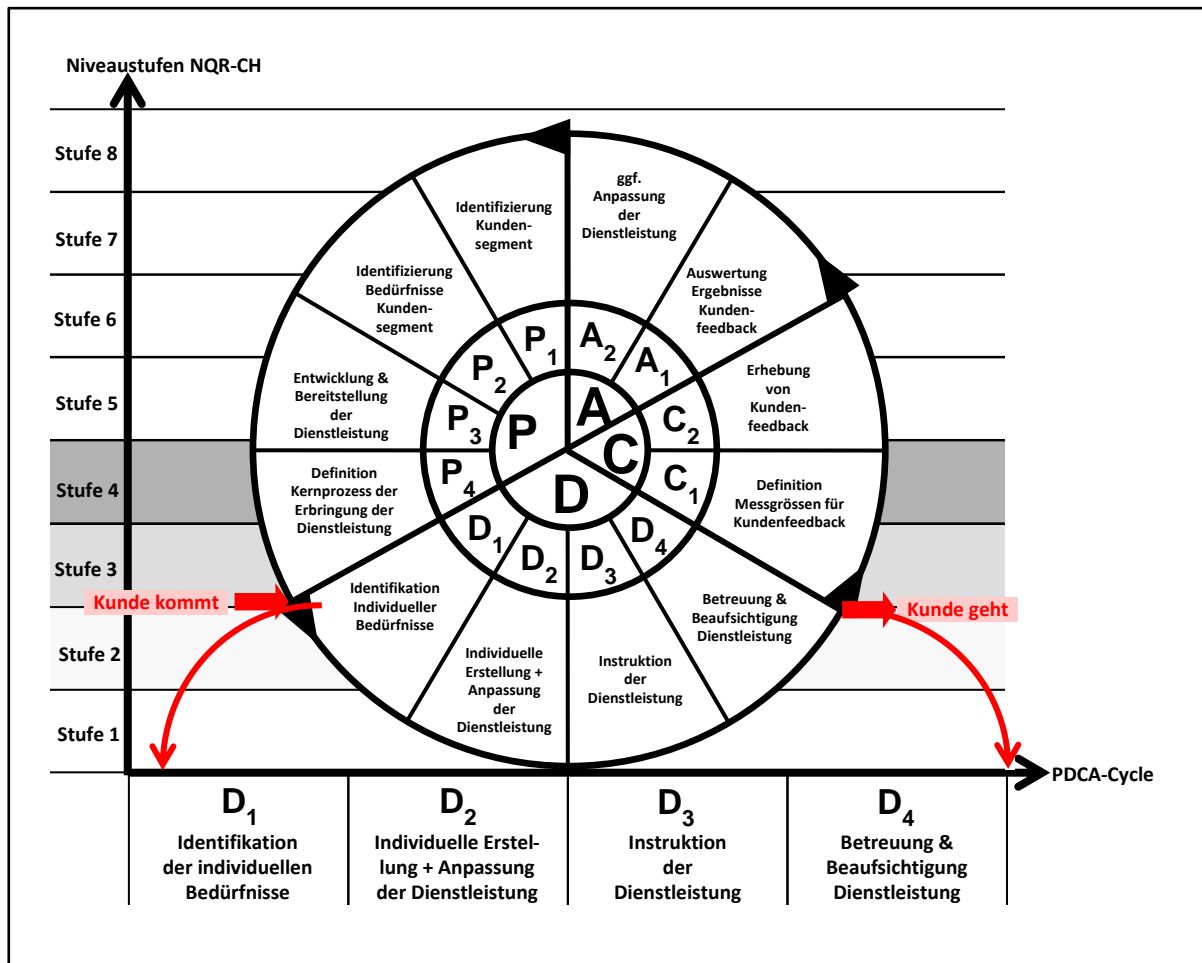 Niveaustufen NQR-CH
Stufe 8
Stufe 7
Stufe 6
Stufe 5
Stufe 4
Stufe 3
Stufe 2
Stufe 1
Identifizierung
Kunden-
segment
ggf.
Anpassung
der
Dienstleistung
Identifizierung
Bedürfnisse
Kunden-
segment
Auswertung
Ergebnisse
Kunden-
feedback
Entwicklung &
Bereitstellung
der
Dienstleistung
Erhebung
von
Kunden-
feedback
Definition
Kernprozess der
Erbringung der
Dienstleistung
Definition
Messgrössen für
Kundenfeedback
Identifikation
Individueller
Bedürfnisse
Betreuung &
Beaufsichtigung
Dienstleistung
Individuelle
Erstellung +
Anpassung
der
Dienstleistung
Instruktion
der
Dienstleistung
P1
A2
P2
A1
P3
C2
P4
C1
D1
D2
D3
D4
P
A
C
D
Kunde kommt
Kunde geht
PDCA-Cycle
D1
Identifikation
der individuellen
Bedürfnisse
D2
Individuelle Erstel-
lung + Anpassung
der Dienstleistung
D3
Instruktion
der
Dienstleistung
D4
Betreuung &
Beaufsichtigung
Dienstleistung